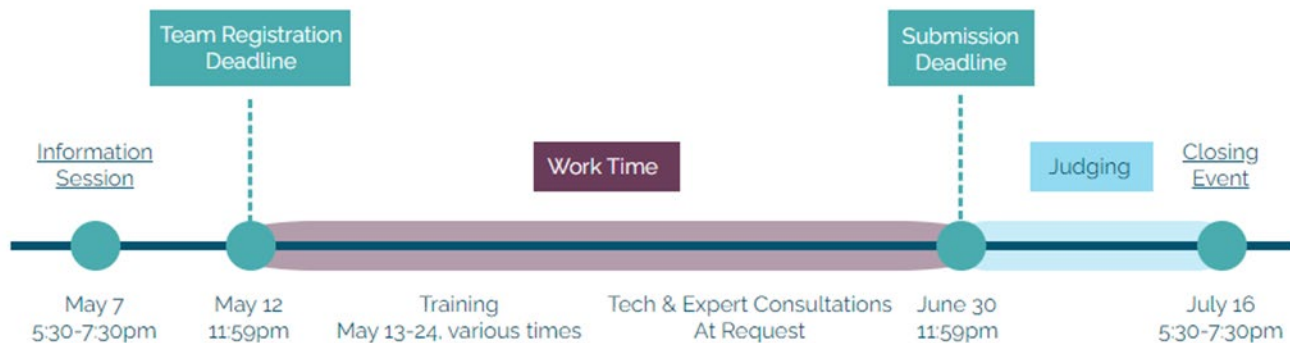 Team Registration
Deadline
Submission
Deadline
Information
Session
Work Time
Judging
Closing
Event
May 7
5:30-7:30pm
May 12
11:59pm
Training
May 13-24, various times
Tech & Expert Consultations
At Request
June 30
11:59pm
July 16
5:30-7:30pm